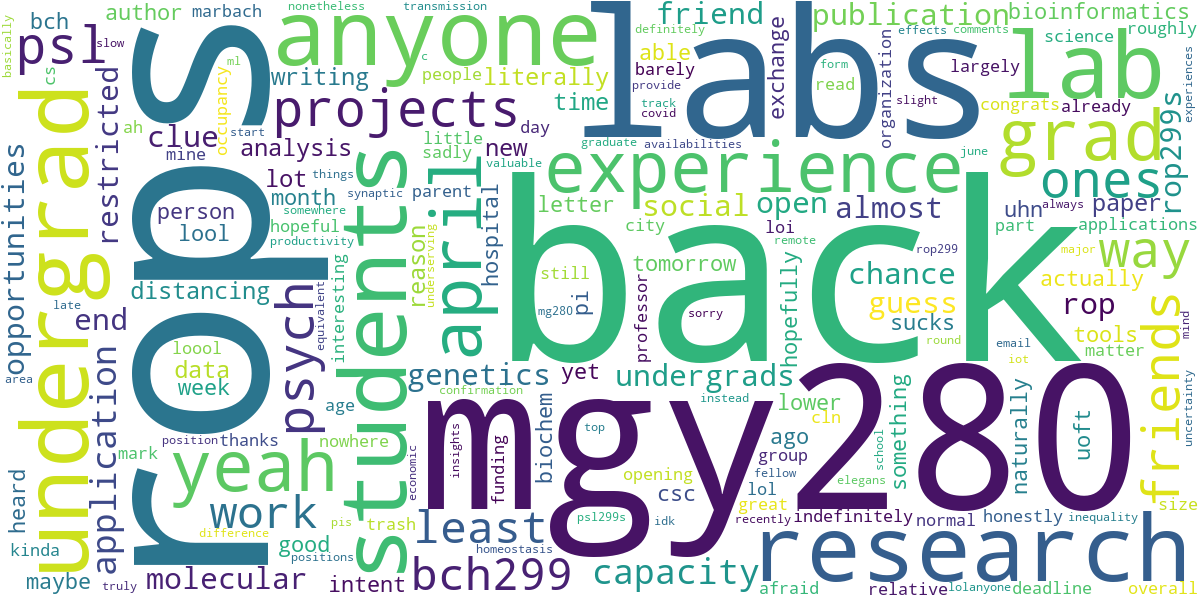 basically
bch
author
marbach
nonetheless
transmission
friend
definitely
effects
comments
publication
bioinformatics
psl
slow
cs
ml
c
anyone
people
able
barely
labs
form
read
science
roughly
lab
writing
literally
time
track
covid
provide
exchange
organization
slight
largely
congrats
already
experiences
undergrad
restricted
ah
clue
occupancy
start
rops
projects
day
analysis
mine
little
sadly
new
valuable
graduate
availabilities
experience
june
grad
rop299s
opportunities
person
lool
lot
month
things
somewhere
hopeful
productivity
synaptic
students
parent
april
hospital
letter
social
city
open
loi
almost
uhn
ones
always
paper
part
applications
distancing
end
psych
interesting
equivalent
reason
underserving
still
mg280
pi
tomorrow
professor
sorry
remote
hopefully
back
chance
rop299
guess
sucks
actually
rop
way
major
tools
matter
late
loool
data
week
application
age
genetics
yet
undergrads
confirmation
instead
lower
round
email
iot
mind
area
position
thanks
nowhere
economic
mgy280
insights
funding
biochem
top
cln
ago
group
something
naturally
uoft
friends
uncertainty
heard
mark
yeah
work
least
opening
csc
lol
fellow
school
elegans
great
kinda
difference
good
pis
trash
psl299s
idk
recently
indefinitely
normal
honestly
inequality
size
maybe
truly
molecular
positions
intent
bch299
homeostasis
capacity
research
afraid
relative
lolanyone
deadline
overall